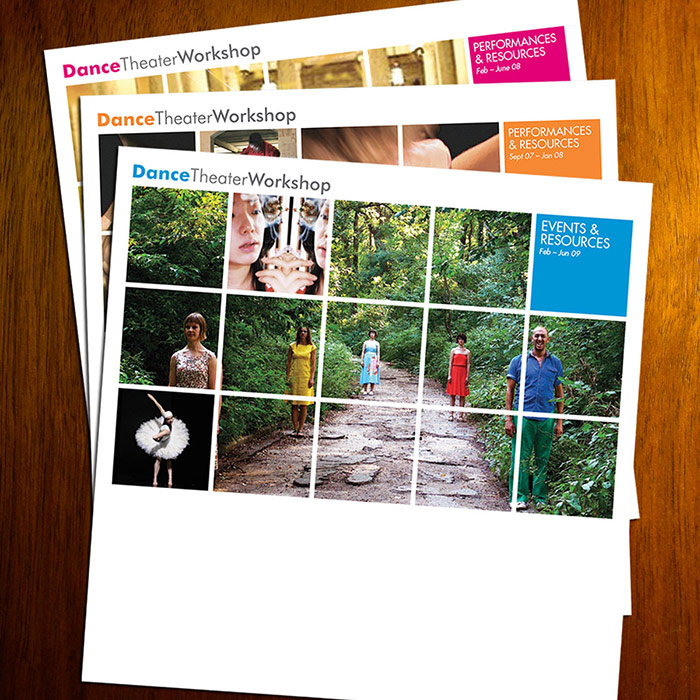 DanceTheaterWorkshop
PERFORMANCES
& RESOURCES
Feb – June 08
DanceTheaterWorkshop
PERFORMANCES
& RESOURCES
Sept 07 – Jan 08
DanceTheaterWorkshop
EVENTS &
RESOURCES
Feb – Jun 09